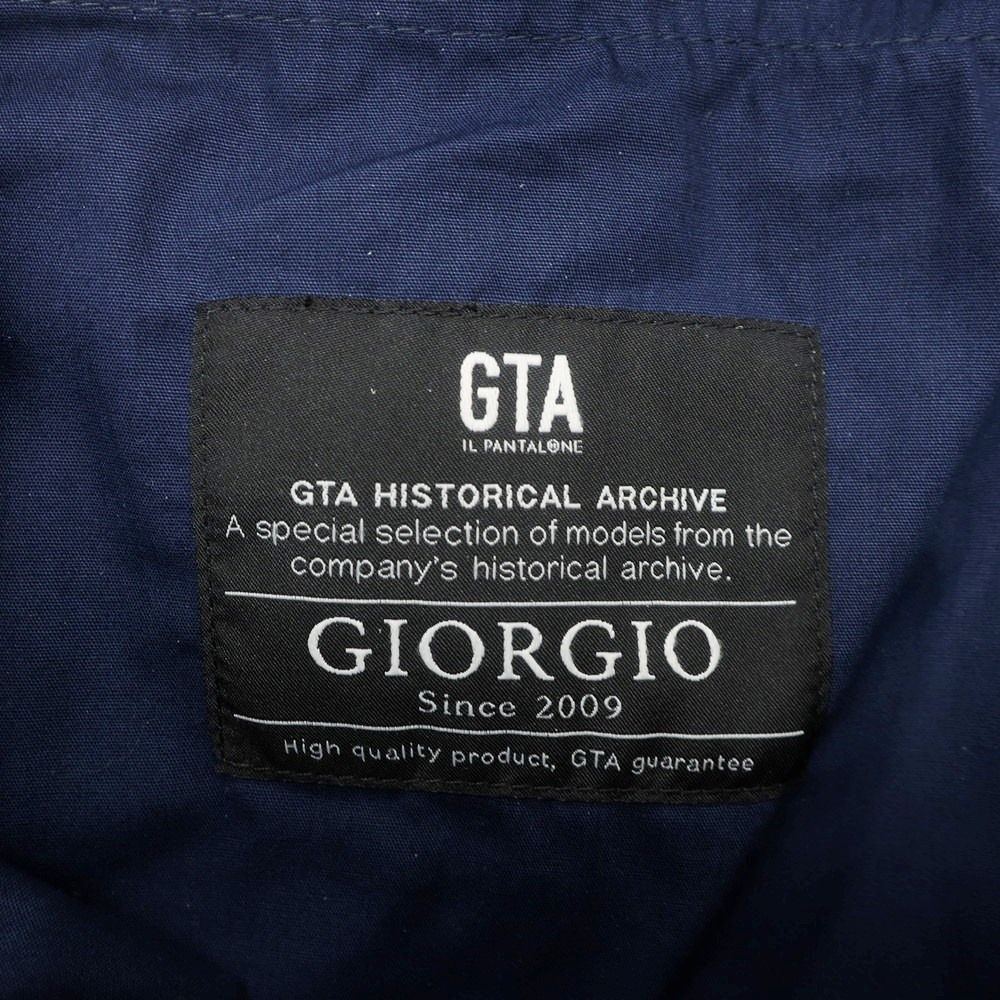 GTA
IL PANTALONE
GTA HISTORICAL ARCHIVE
A special selection of models from the
company's historical archive.
GIORGIO
Since 2009
High quality product, GTA guarantee